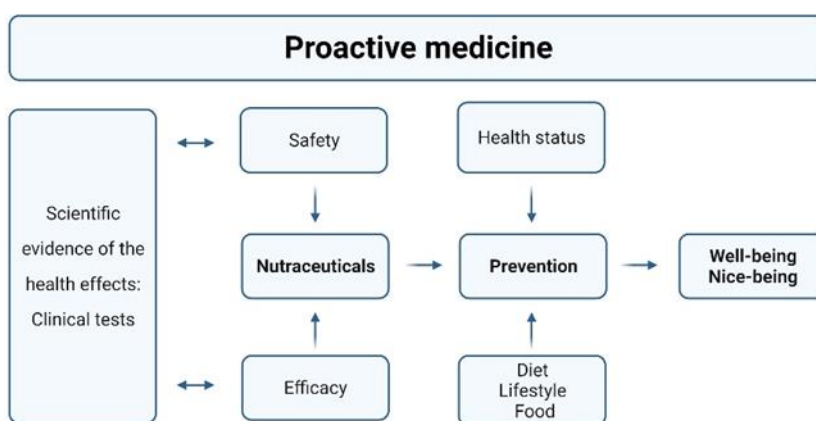 Proactive medicine
Scientific
evidence of the
health effects:
Clinical tests
Safety
Health status
Nutraceuticals
Prevention
Well-being
Nice-being
Efficacy
Diet
Lifestyle
Food